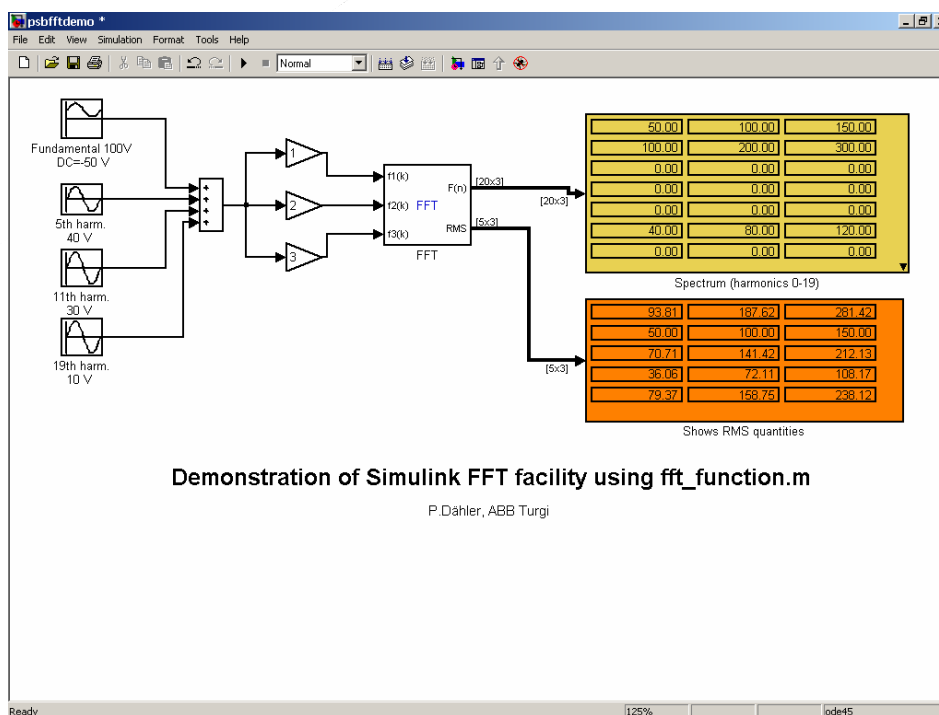 psbfftdemo *
File Edit View Simulation Format Tools Help
Normal
Fundamental 100V
DC=-50 V
5th harm.
40 V
11th harm.
30 V
19th harm.
10 V
1
2
3
f1(k)
f2(k) FFT
f3(k)
F(n)
RMS
FFT
[20x3]
[20x3]
[5x3]
[5x3]
50.00 100.00 150.00
100.00 200.00 300.00
0.00 0.00 0.00
0.00 0.00 0.00
0.00 0.00 0.00
40.00 80.00 120.00
0.00 0.00 0.00
Spectrum (harmonics 0-19)
93.81 187.62 281.42
50.00 100.00 150.00
70.71 141.42 212.13
36.06 72.11 108.17
79.37 158.75 238.12
Shows RMS quantities
Demonstration of Simulink FFT facility using fft_function.m
P.Dähler, ABB Turgi
Ready 125% ode45